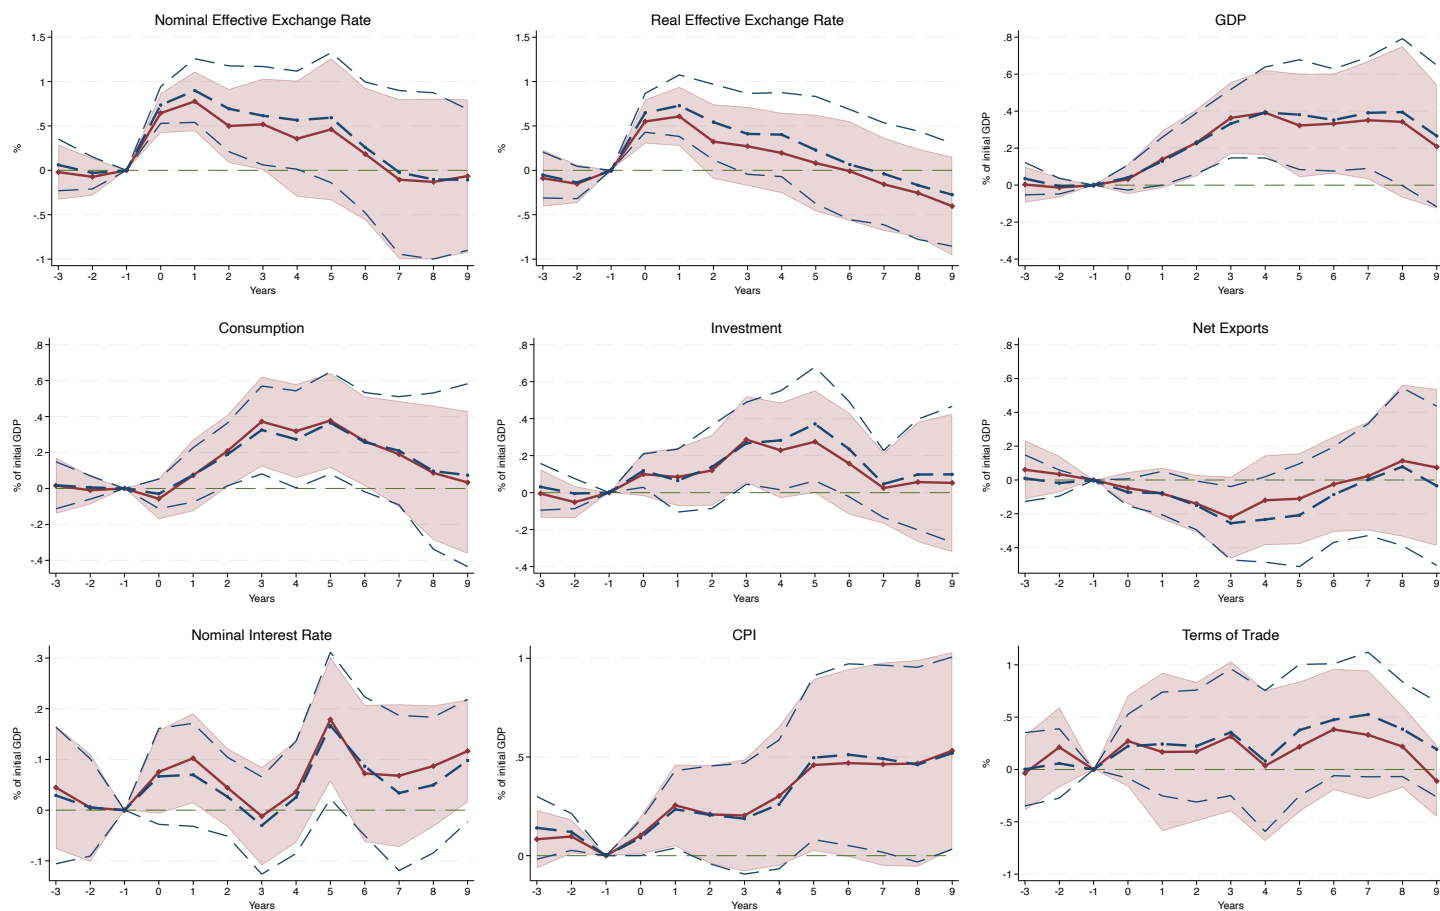 Nominal Effective Exchange Rate
1.5
1
.5
0
-.5
-1
%
-3 -2 -1 0 1 2 3 4 5 6 7 8 9
Years
Real Effective Exchange Rate
1.5
1
.5
0
-.5
-1
%
-3 -2 -1 0 1 2 3 4 5 6 7 8 9
Years
GDP
.8
.6
.4
.2
0
-.2
-.4
% of initial GDP
-3 -2 -1 0 1 2 3 4 5 6 7 8 9
Years
Consumption
.8
.6
.4
.2
0
-.2
-.4
% of initial GDP
-3 -2 -1 0 1 2 3 4 5 6 7 8 9
Years
Investment
.8
.6
.4
.2
0
-.2
-.4
% of initial GDP
-3 -2 -1 0 1 2 3 4 5 6 7 8 9
Years
Net Exports
.8
.6
.4
.2
0
-.2
-.4
% of initial GDP
-3 -2 -1 0 1 2 3 4 5 6 7 8 9
Years
Nominal Interest Rate
.3
.2
.1
0
-.1
% of initial GDP
-3 -2 -1 0 1 2 3 4 5 6 7 8 9
Years
CPI
1
.5
0
% of initial GDP
-3 -2 -1 0 1 2 3 4 5 6 7 8 9
Years
Terms of Trade
1
.5
0
-.5
-1
%
-3 -2 -1 0 1 2 3 4 5 6 7 8 9
Years